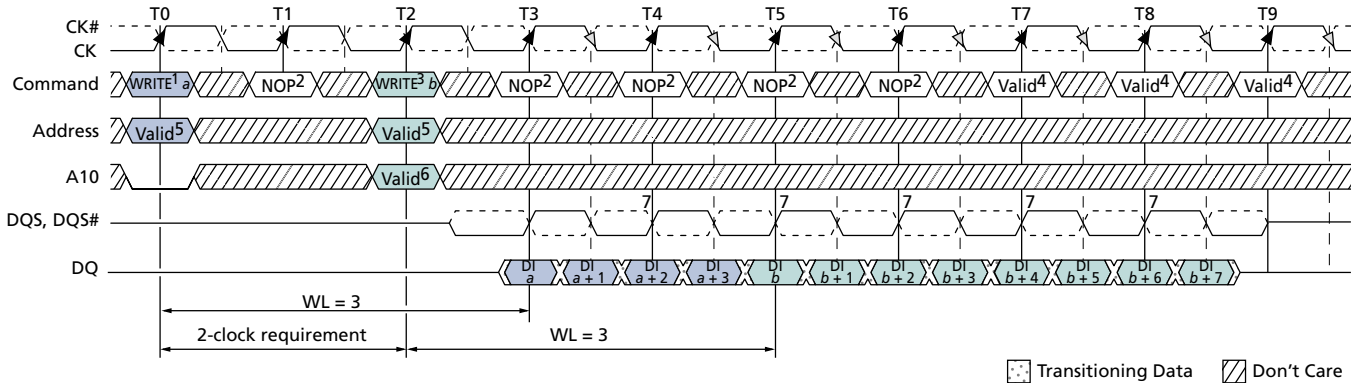 T0 T1 T2 T3 T4 T5 T6 T7 T8 T9
CK#
CK
Command WRITE1 a NOP2 WRITE3 b NOP2 NOP2 NOP2 NOP2 Valid4 Valid4 Valid4
Address Valid5 Valid5
A10 Valid6
7 7 7 7 7
DQS, DQS#
DQ DI a DI a + 1 DI a + 2 DI a + 3 DI b DI b + 1 DI b + 2 DI b + 3 DI b + 4 DI b + 5 DI b + 6 DI b + 7
WL = 3
2-clock requirement WL = 3
Transitioning Data Don't Care